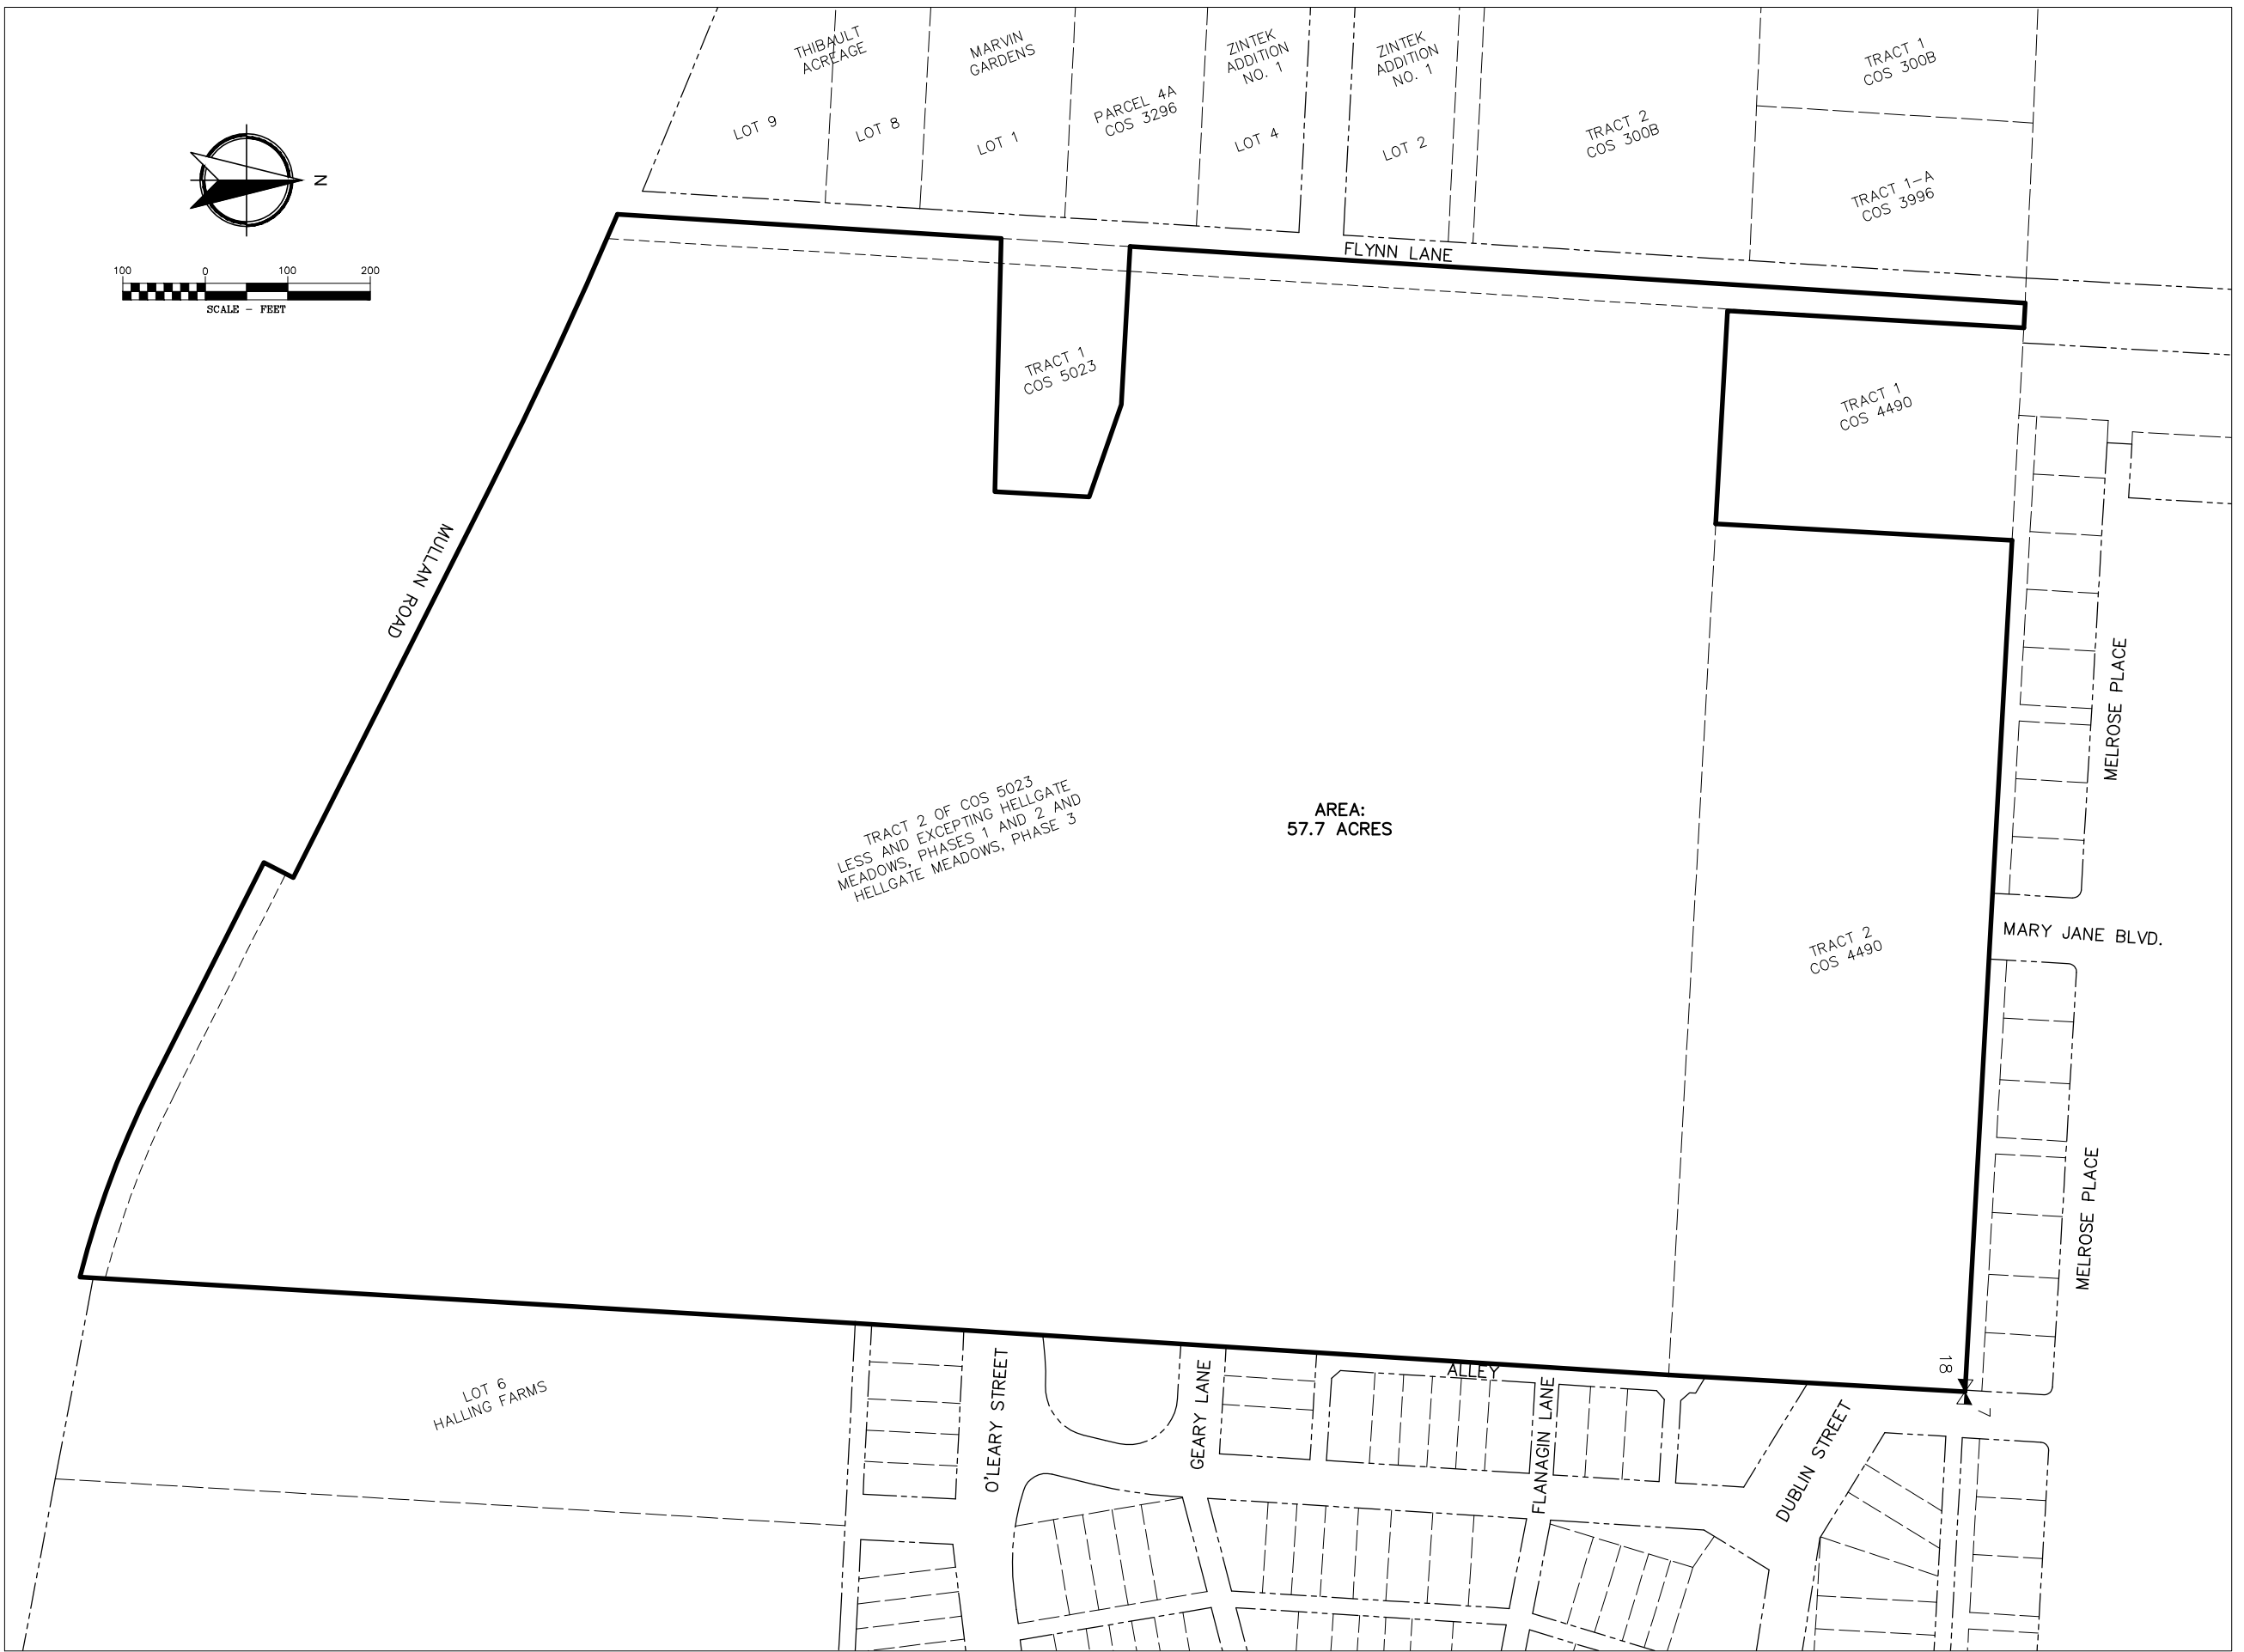 THIBAULT
ACREAGE
LOT 9
LOT 8
MARVIN
GARDENS
LOT 1
PARCEL 4A
COS 3296
ZINTEK
ADDITION
NO. 1
LOT 4
ZINTEK
ADDITION
NO. 1
LOT 2
TRACT 2
COS 300B
TRACT 1
COS 300B
TRACT 1-A
COS 3996
N
100 0 100 200
SCALE - FEET
FLYNN LANE
TRACT 1
COS 5023
TRACT 1
COS 4490
MULLAN ROAD
MELROSE PLACE
TRACT 2 OF COS 5023
LESS AND EXCEPTING HELLGATE
MEADOWS, PHASES 1 AND 2 AND
HELLGATE MEADOWS, PHASE 3
AREA:
57.7 ACRES
TRACT 2
COS 4490
MARY JANE BLVD.
MELROSE PLACE
18
7
LOT 6
HALLING FARMS
O'LEARY STREET
GEARY LANE
ALLEY
FLANAGIN LANE
DUBLIN STREET